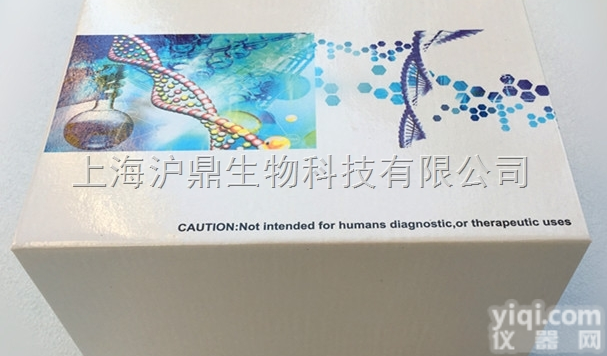 上海沪鼎生物科技有限公司
CAUTION:Not intended for humans diagnostic,or therapeutic uses
yiqi.com
仪器网